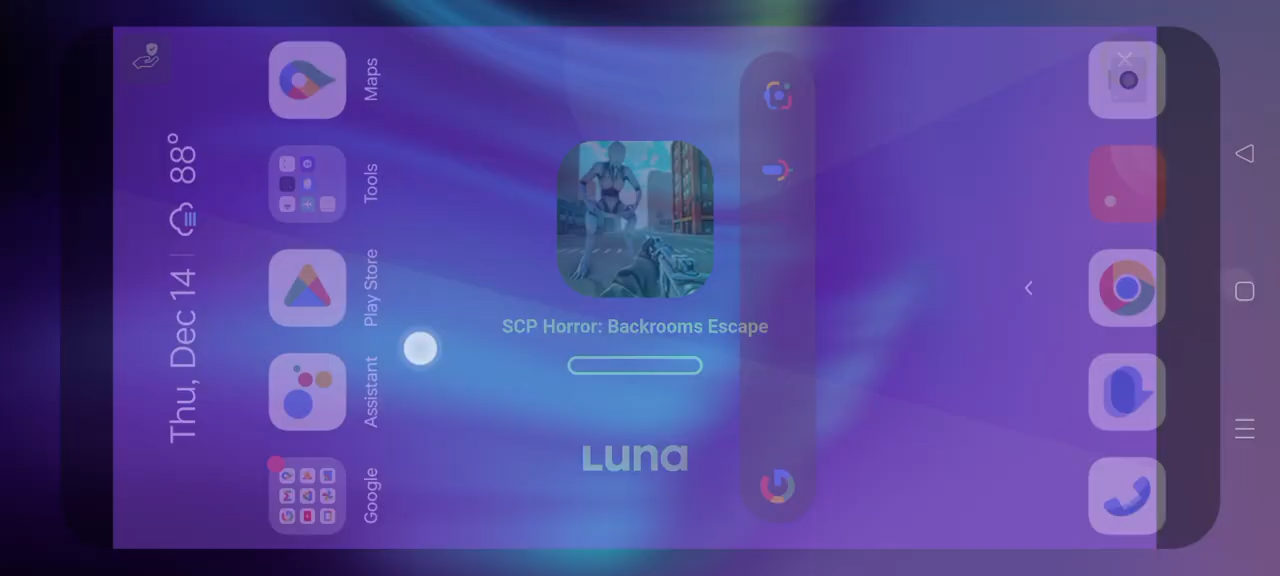 Thu, Dec 14 | 88°
Maps
Tools
Play Store
Assistant
Google
SCP Horror: Backrooms Escape
Luna